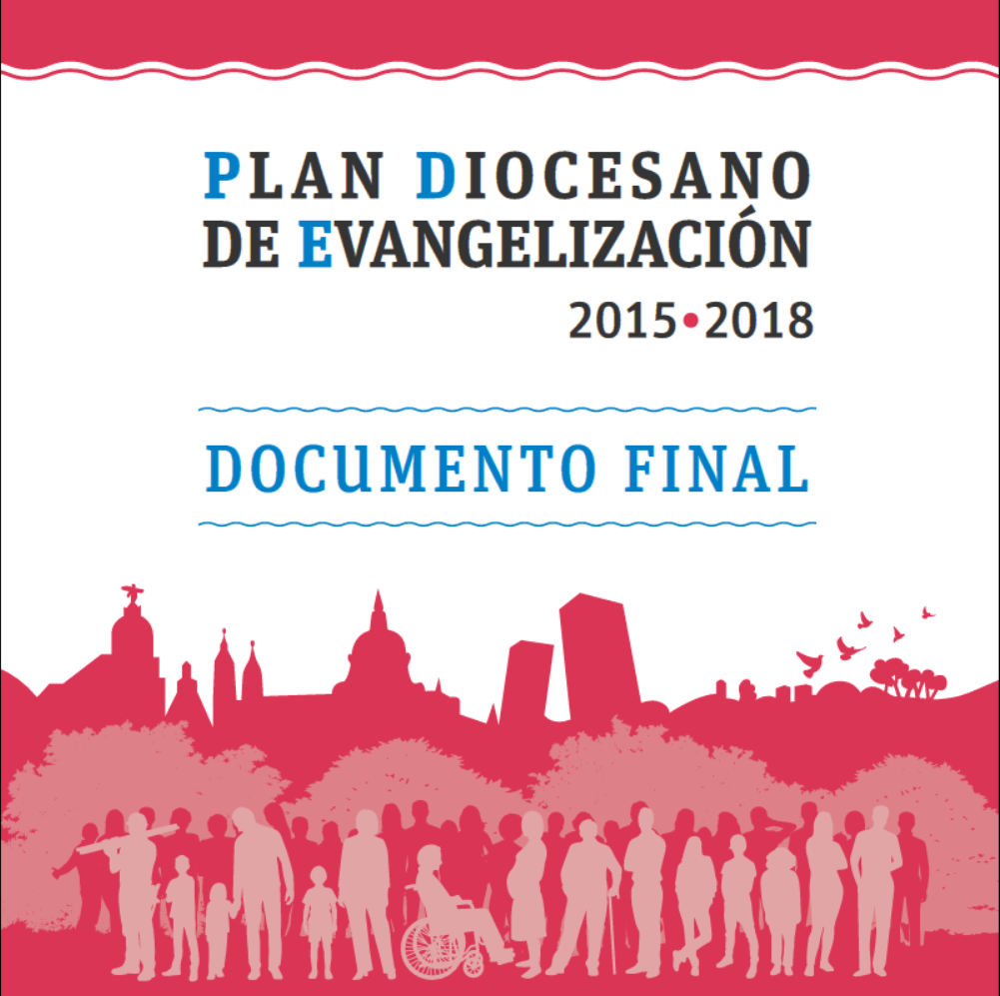 PLAN DIOCESANO
DE EVANGELIZACIÓN
2015•2018
DOCUMENTO FINAL